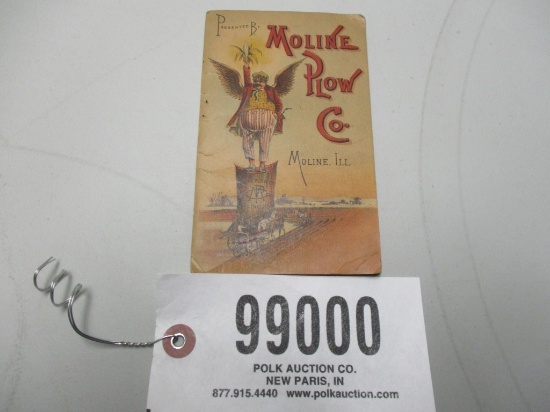 PRESENTED BY
MOLINE
PLOW
CO
MOLINE, ILL.
99000
POLK AUCTION CO.
NEW PARIS, IN
877.915.4440 www.polkauction.com